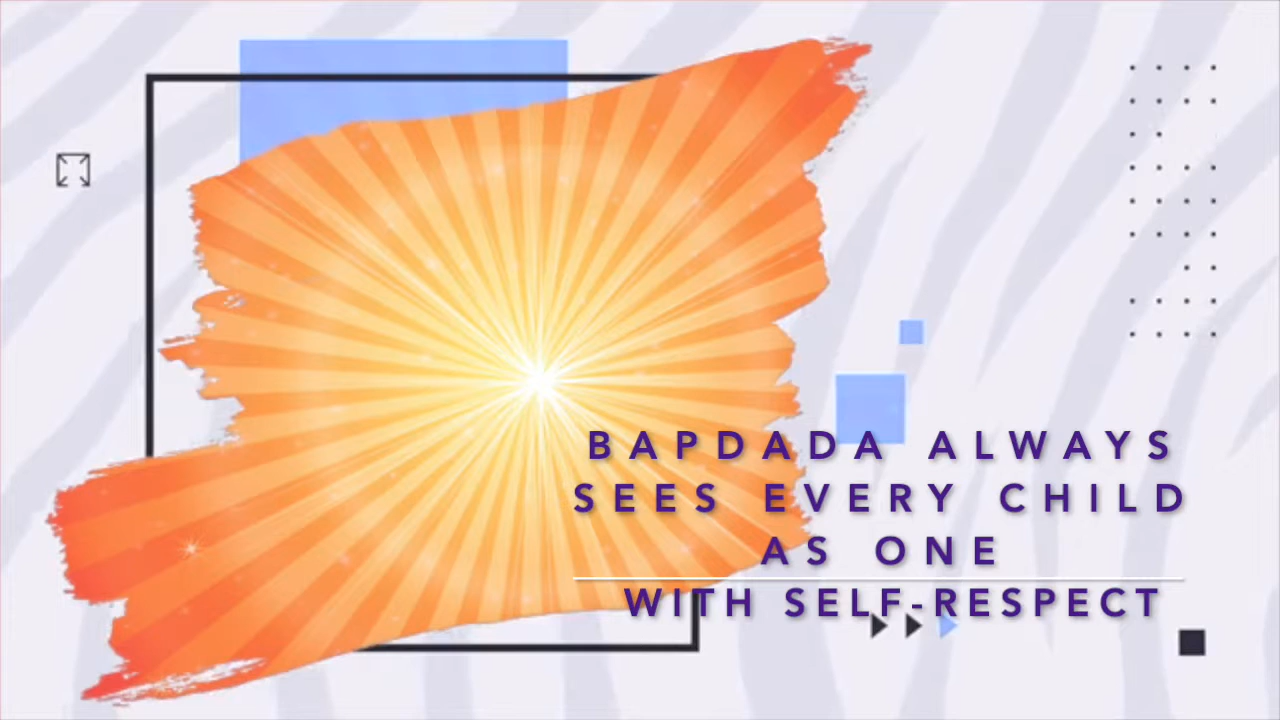 BAPDADA ALWAYS
SEES EVERY CHILD
AS ONE
WITH SELF-RESPECT